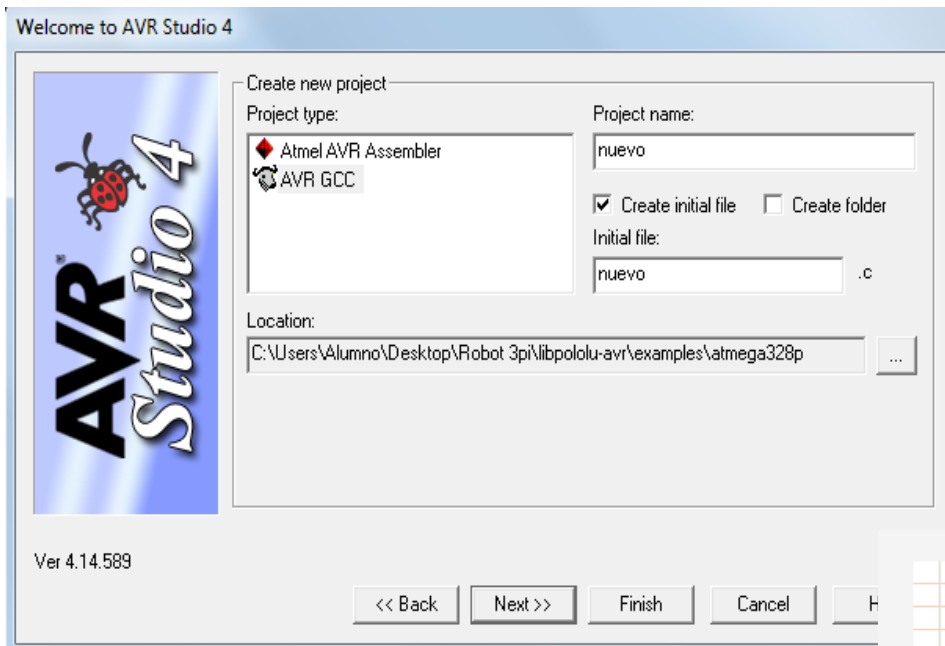 Welcome to AVR Studio 4
Create new project
Project type:
Atmel AVR Assembler
AVR GCC
Project name:
nuevo
Create initial file
Create folder
Initial file:
nuevo
.c
Location:
C:\Users\Alumno\Desktop\Robot 3pi\libpololu-avr\examples\atmega328p
...
AVR®
Studio 4
Ver 4.14.589
<< Back
Next >>
Finish
Cancel